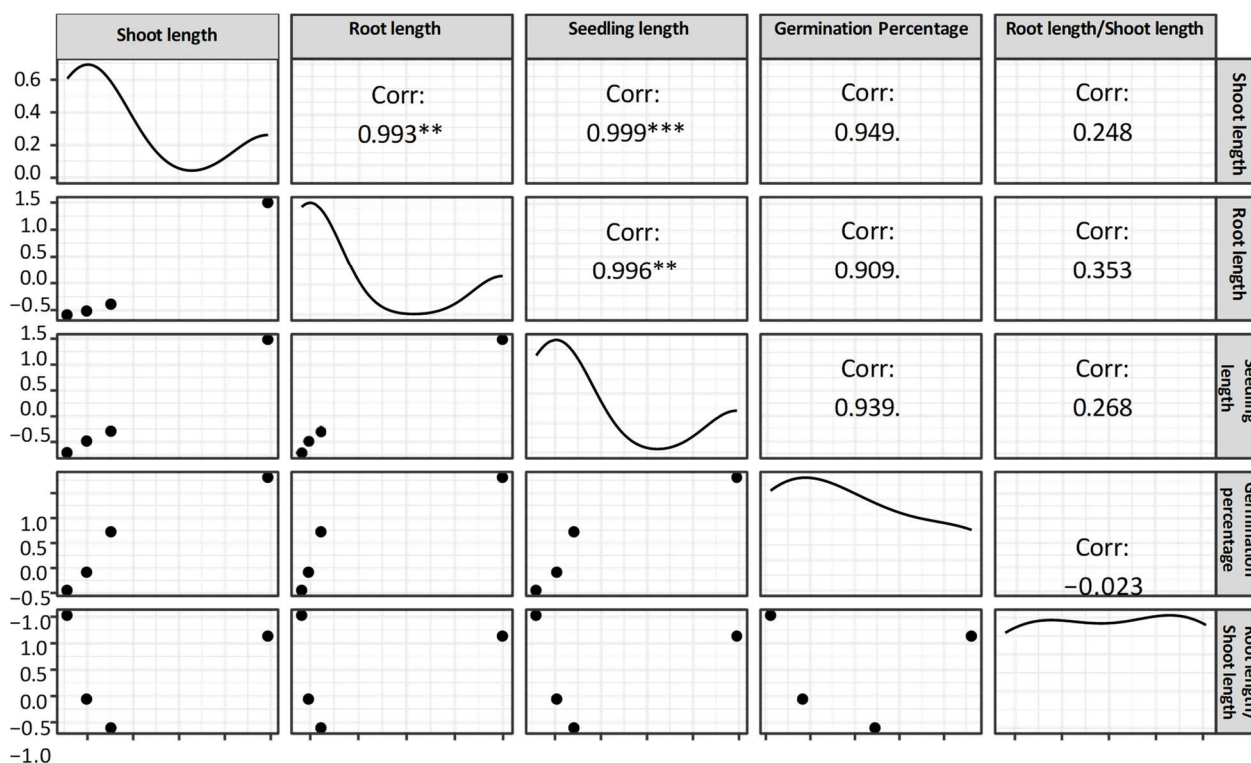 Shoot length
Root length
Seedling length
Germination Percentage
Root length/Shoot length
0.6
0.4
0.2
0.0
Corr:
0.993**
Corr:
0.999***
Corr:
0.949.
Corr:
0.248
Shoot length
1.5
1.0
0.5
0.0
−0.5
Corr:
0.996**
Corr:
0.909.
Corr:
0.353
Root length
1.5
1.0
0.5
0.0
−0.5
Corr:
0.939.
Corr:
0.268
Seedling
length
1.0
0.5
0.0
−0.5
Corr:
−0.023
Germination
percentage
−1.0
1.0
0.5
0.0
−0.5
−1.0
Root length/
Shoot length